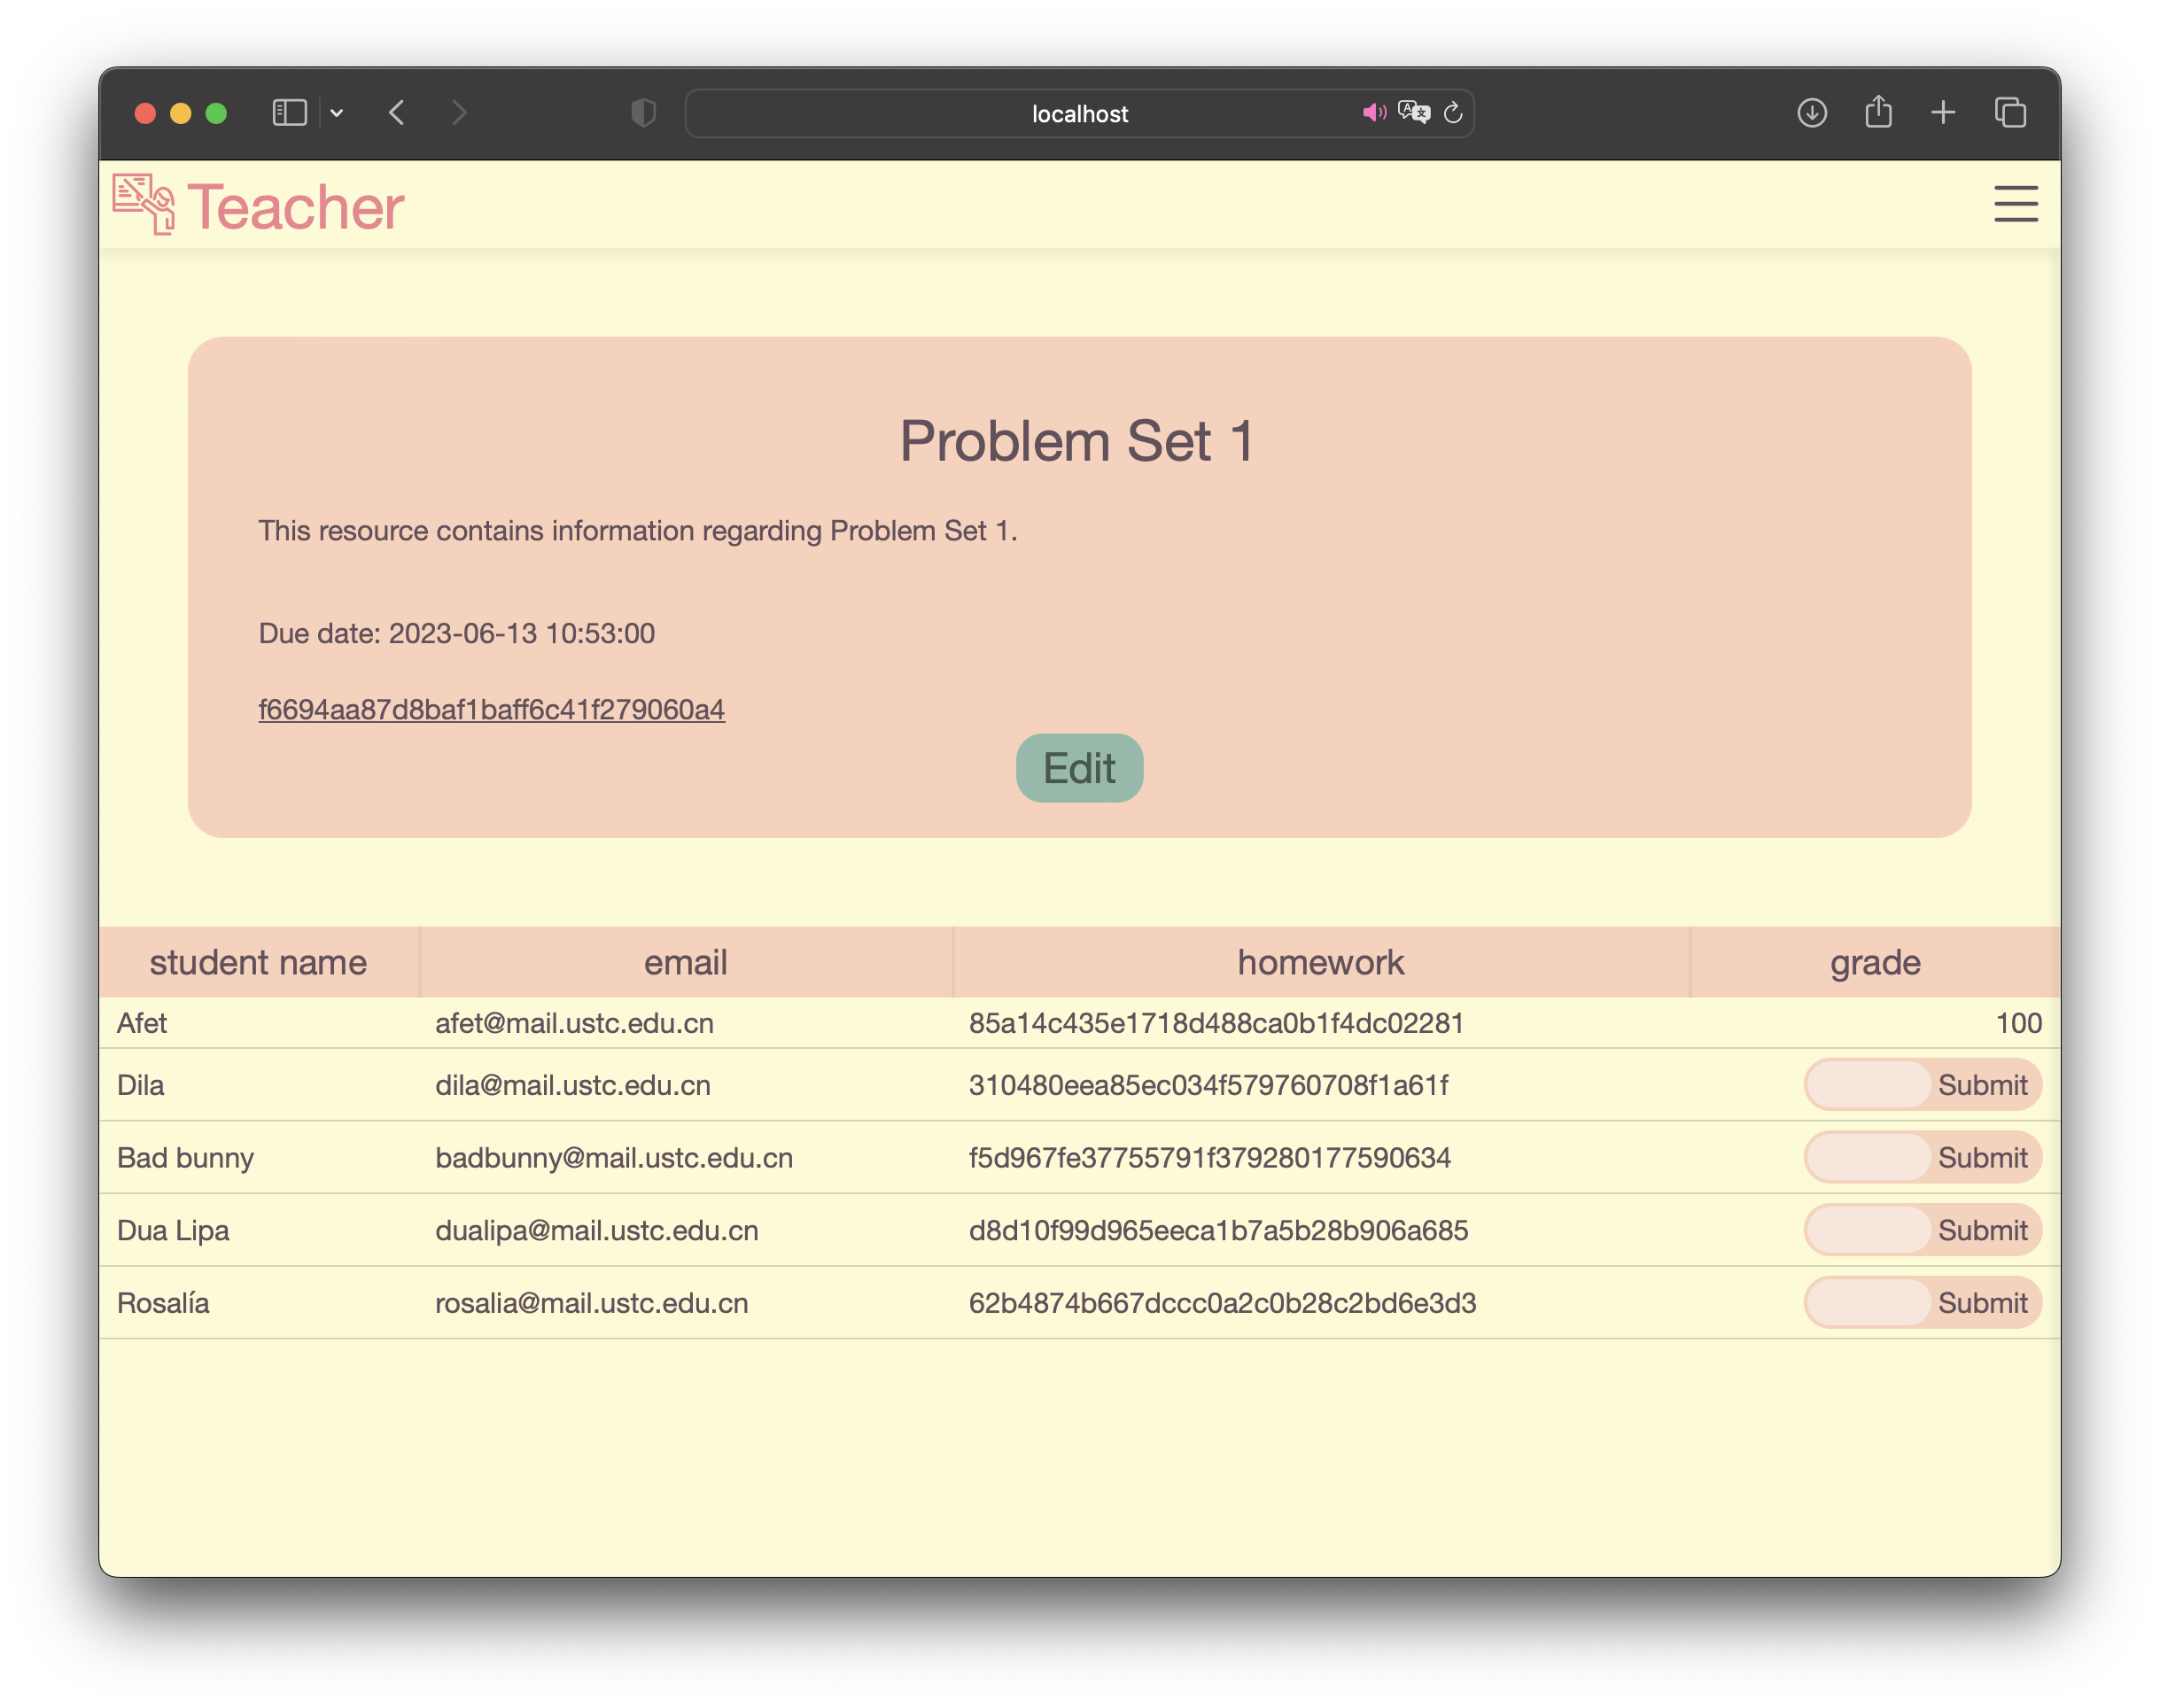 localhost
Teacher
Problem Set 1
This resource contains information regarding Problem Set 1.
Due date: 2023-06-13 10:53:00
f6694aa87d8baf1baff6c41f279060a4
Edit
student name email homework grade
Afet afet@mail.ustc.edu.cn 85a14c435e1718d488ca0b1f4dc02281 100
Dila dila@mail.ustc.edu.cn 310480eea85ec034f579760708f1a61f Submit
Bad bunny badbunny@mail.ustc.edu.cn f5d967fe37755791f379280177590634 Submit
Dua Lipa dualipa@mail.ustc.edu.cn d8d10f99d965eeca1b7a5b28b906a685 Submit
Rosalía rosalia@mail.ustc.edu.cn 62b4874b667dccc0a2c0b28c2bd6e3d3 Submit